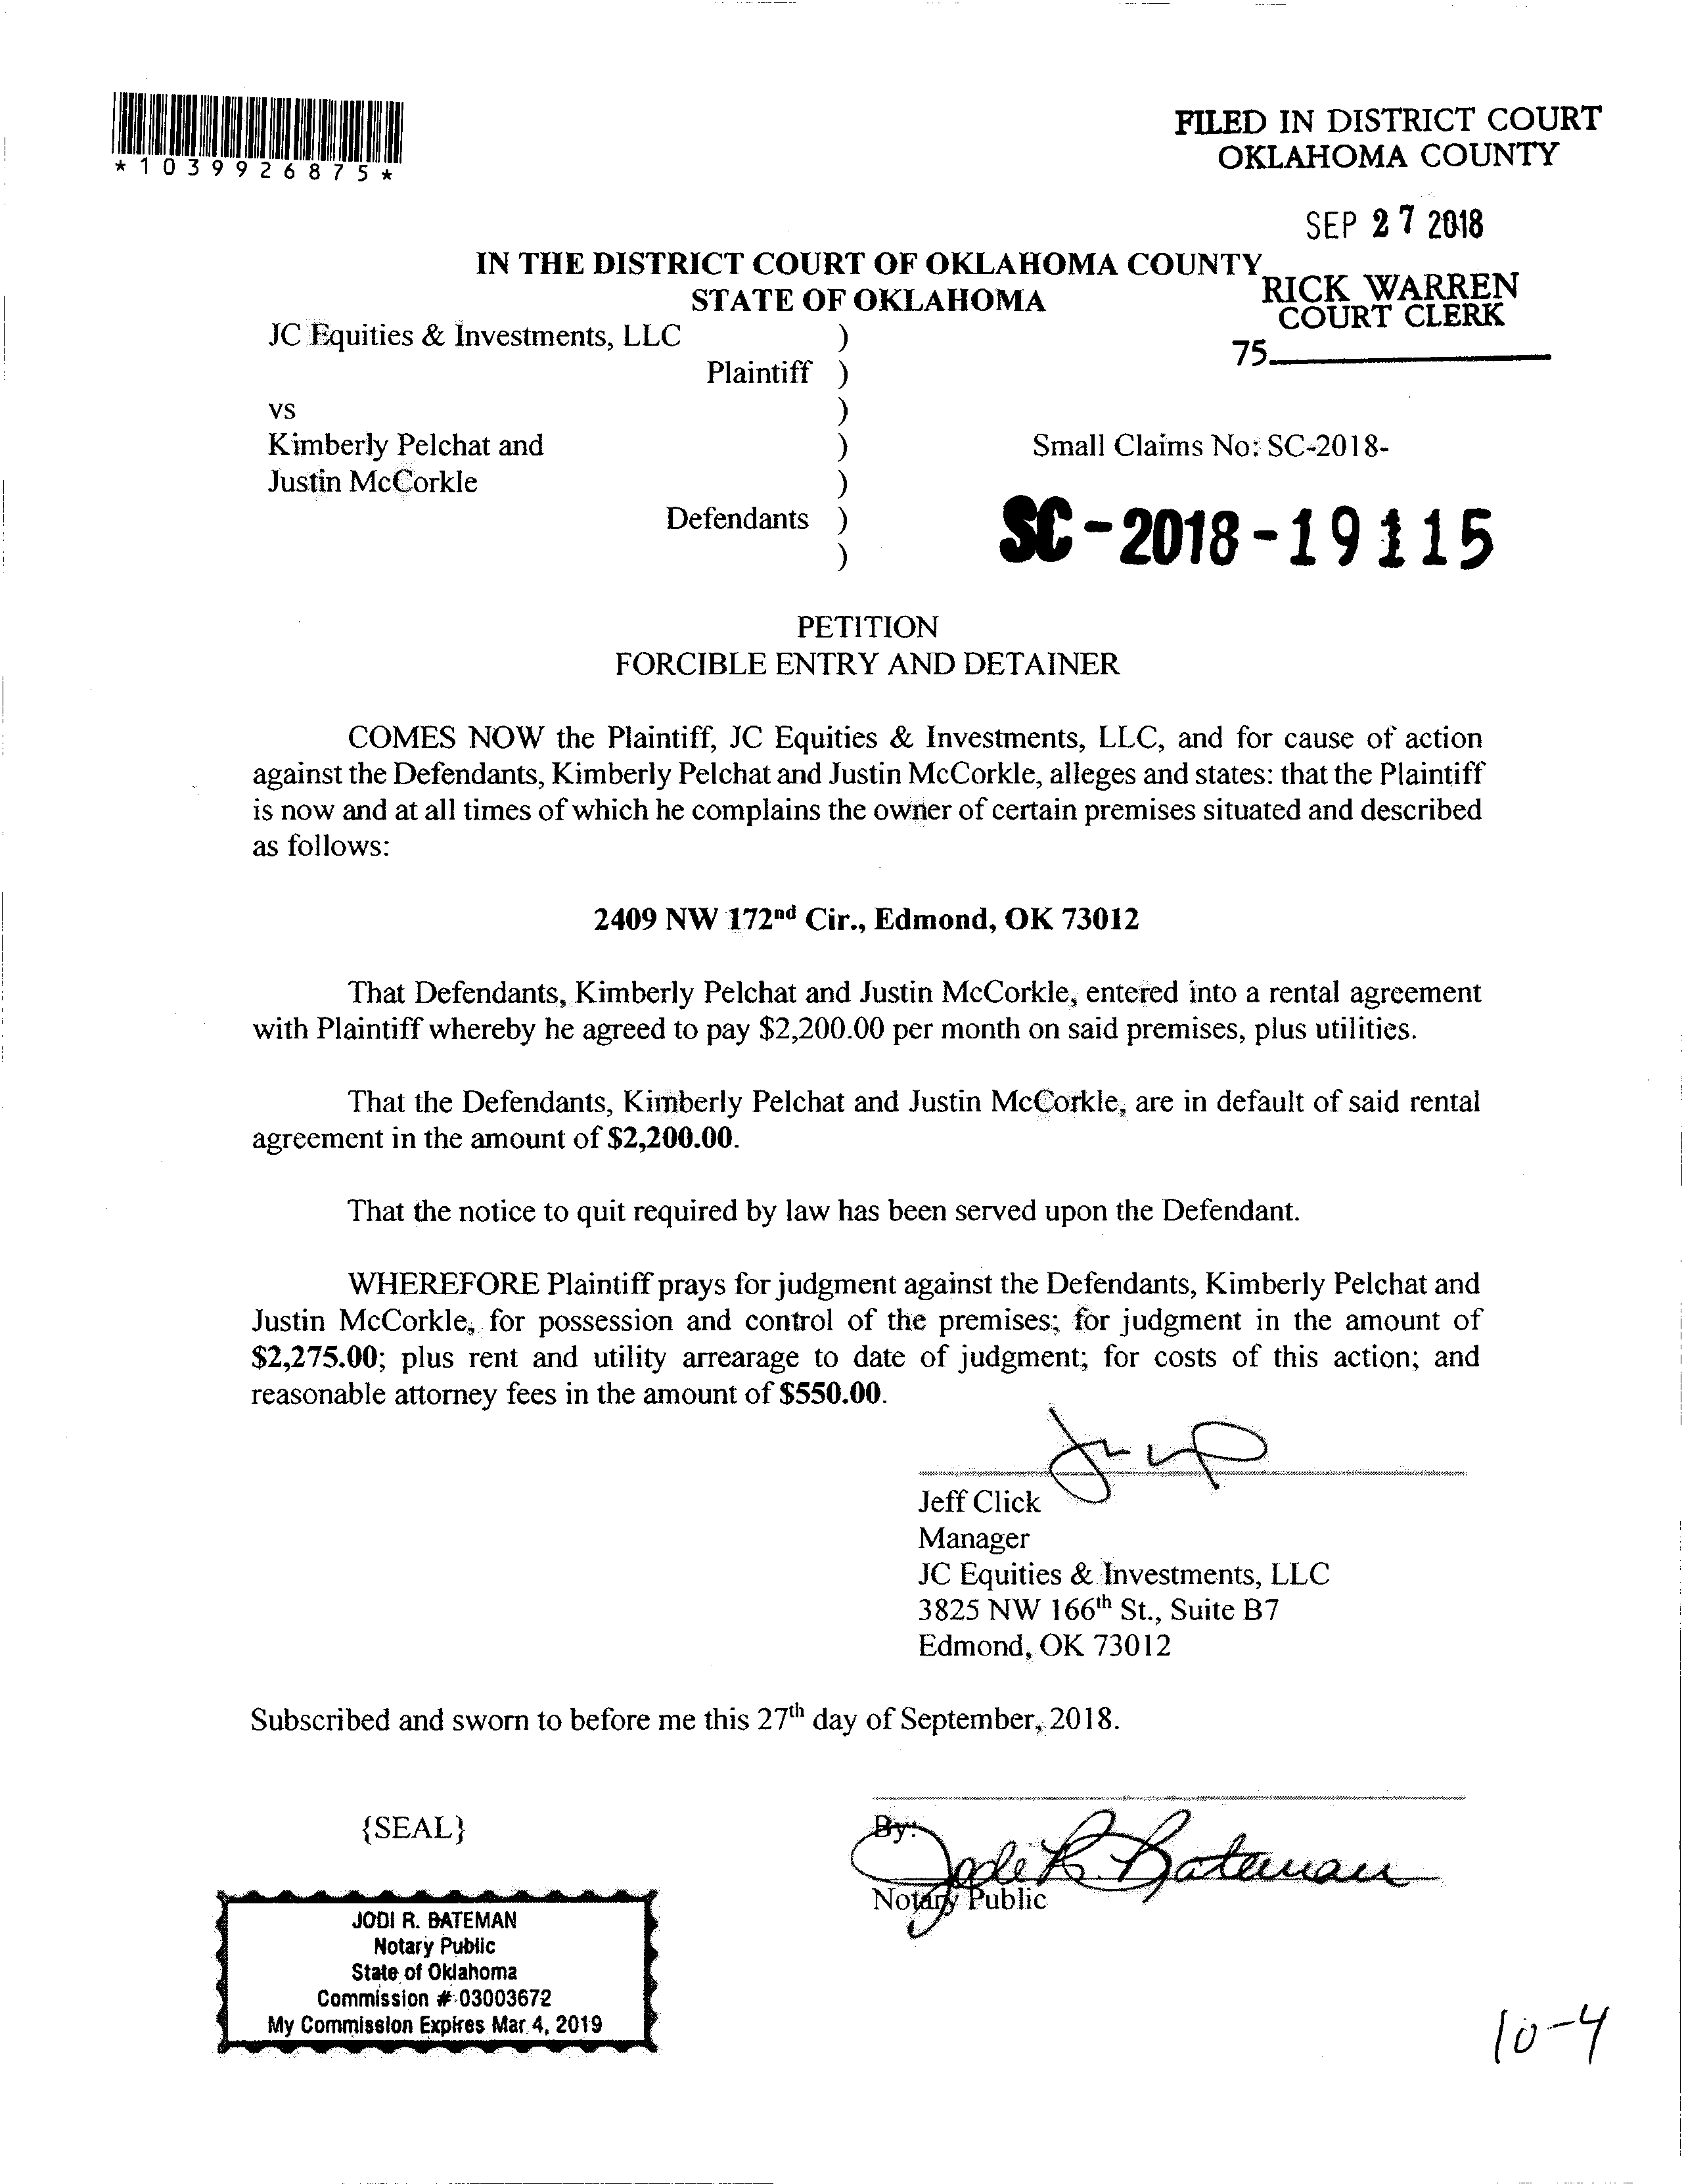 *1039926875*
FILED IN DISTRICT COURT
OKLAHOMA COUNTY
SEP 27 2018
RICK WARREN
COURT CLERK
75
IN THE DISTRICT COURT OF OKLAHOMA COUNTY
STATE OF OKLAHOMA
JC Equities & Investments, LLC )
Plaintiff )
vs )
Kimberly Pelchat and ) Small Claims No: SC-2018-
Justin McCorkle )
Defendants ) SC-2018-19115
)
PETITION
FORCIBLE ENTRY AND DETAINER
COMES NOW the Plaintiff, JC Equities & Investments, LLC, and for cause of action
against the Defendants, Kimberly Pelchat and Justin McCorkle, alleges and states: that the Plaintiff
is now and at all times of which he complains the owner of certain premises situated and described
as follows:
2409 NW 172nd Cir., Edmond, OK 73012
That Defendants, Kimberly Pelchat and Justin McCorkle, entered into a rental agreement
with Plaintiff whereby he agreed to pay $2,200.00 per month on said premises, plus utilities.
That the Defendants, Kimberly Pelchat and Justin McCorkle, are in default of said rental
agreement in the amount of $2,200.00.
That the notice to quit required by law has been served upon the Defendant.
WHEREFORE Plaintiff prays for judgment against the Defendants, Kimberly Pelchat and
Justin McCorkle, for possession and control of the premises; for judgment in the amount of
$2,275.00; plus rent and utility arrearage to date of judgment; for costs of this action; and
reasonable attorney fees in the amount of $550.00.
Jeff Click
Manager
JC Equities & Investments, LLC
3825 NW 166th St., Suite B7
Edmond, OK 73012
Subscribed and sworn to before me this 27th day of September, 2018.
{SEAL}
By:
Jodi R Bateman
Notary Public
JODI R. BATEMAN
Notary Public
State of Oklahoma
Commission # 03003672
My Commission Expires Mar. 4, 2019
10-4